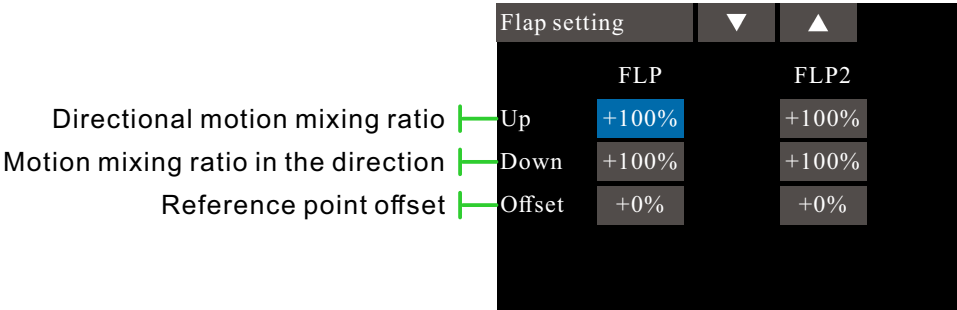 Flap setting ▼ ▲
FLP FLP2
Directional motion mixing ratio Up +100% +100%
Motion mixing ratio in the direction Down +100% +100%
Reference point offset Offset +0% +0%